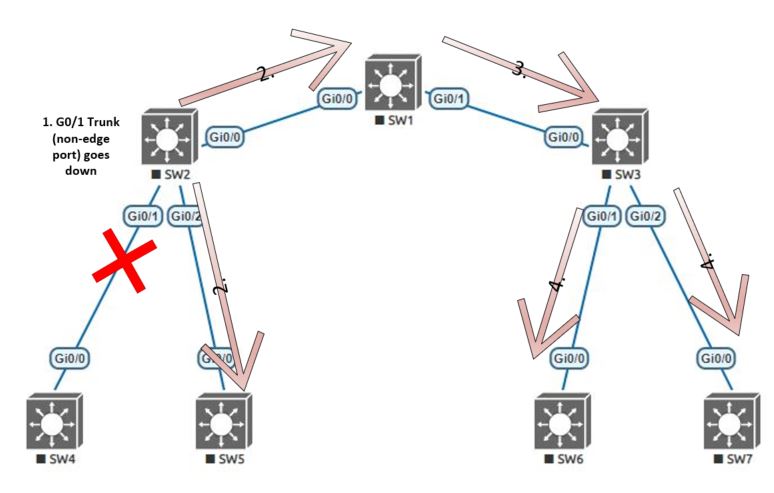 2.
3.
SW1
Gi0/0
Gi0/1
1. G0/1 Trunk
(non-edge
port) goes
down
Gi0/0
SW2
Gi0/0
SW3
Gi0/1
Gi0/2
Gi0/1
Gi0/2
2.
4.
4.
Gi0/0
Gi0/0
Gi0/0
SW4
SW5
SW6
SW7